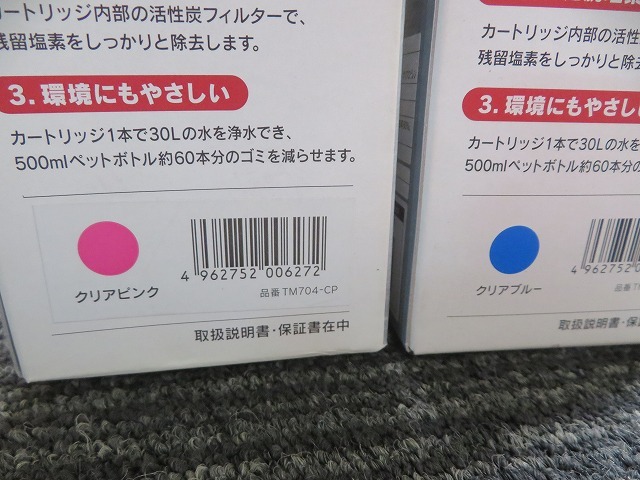 カートリッジ内部の活性炭フィルターで、
残留塩素をしっかりと除去します。
3. 環境にもやさしい
カートリッジ1本で30Lの水を浄水でき、
500mlペットボトル約60本分のゴミを減らせます。
クリアピンク
4 962752 006272
品番 TM704-CP
取扱説明書・保証書在中
カートリッジ内部の活性
残留塩素をしっかりと除去
3. 環境にもやさしい
カートリッジ1本で30Lの水を
500mlペットボトル約60本分の
クリアブルー
4 962752
品番 TM
取扱説明書